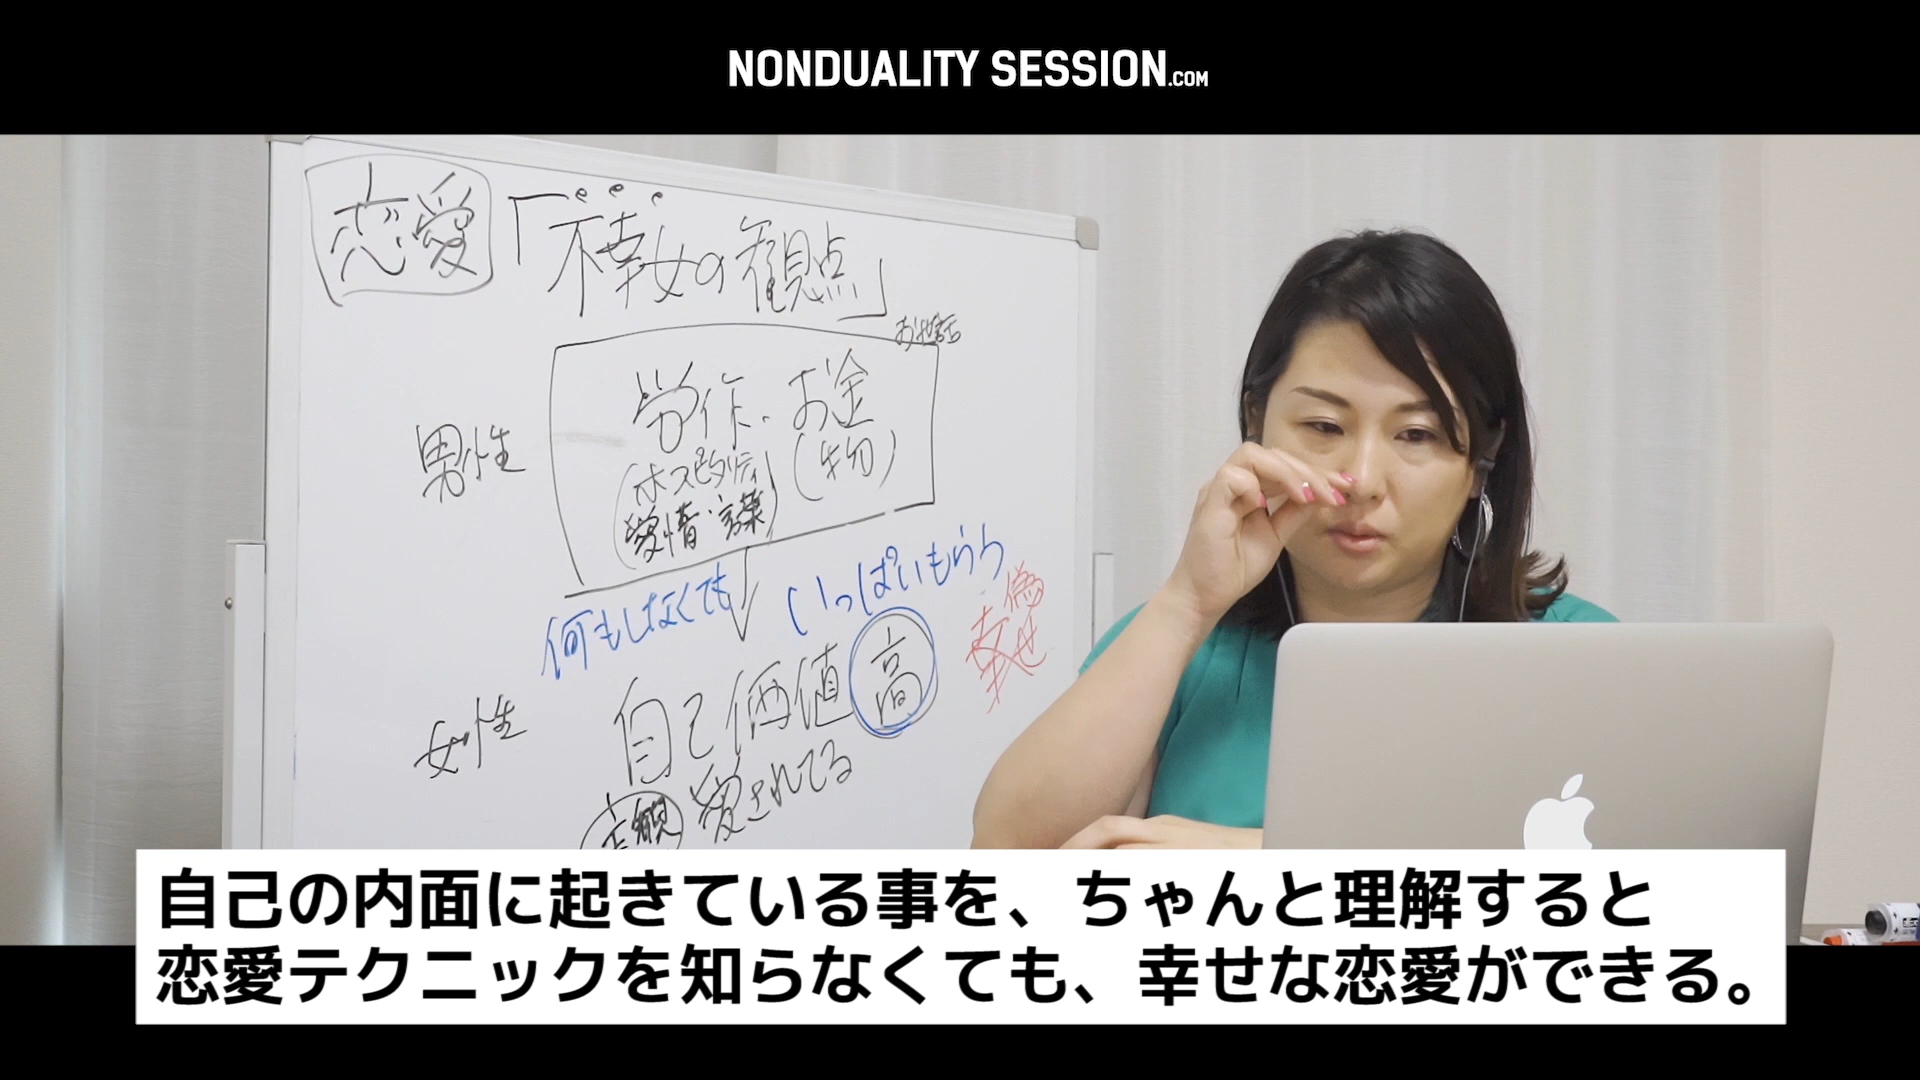 NONDUALITY SESSION.COM
恋愛
「不幸女の観点」
お世話
男性
労作・お金
(ホスピタリティ
愛情・言葉)
(物)
何もしなくても
いっぱいもらう
偽
幸せ
女性
自己価値 高
愛されてる
自己の内面に起きている事を、ちゃんと理解すると
恋愛テクニックを知らなくても、幸せな恋愛ができる。